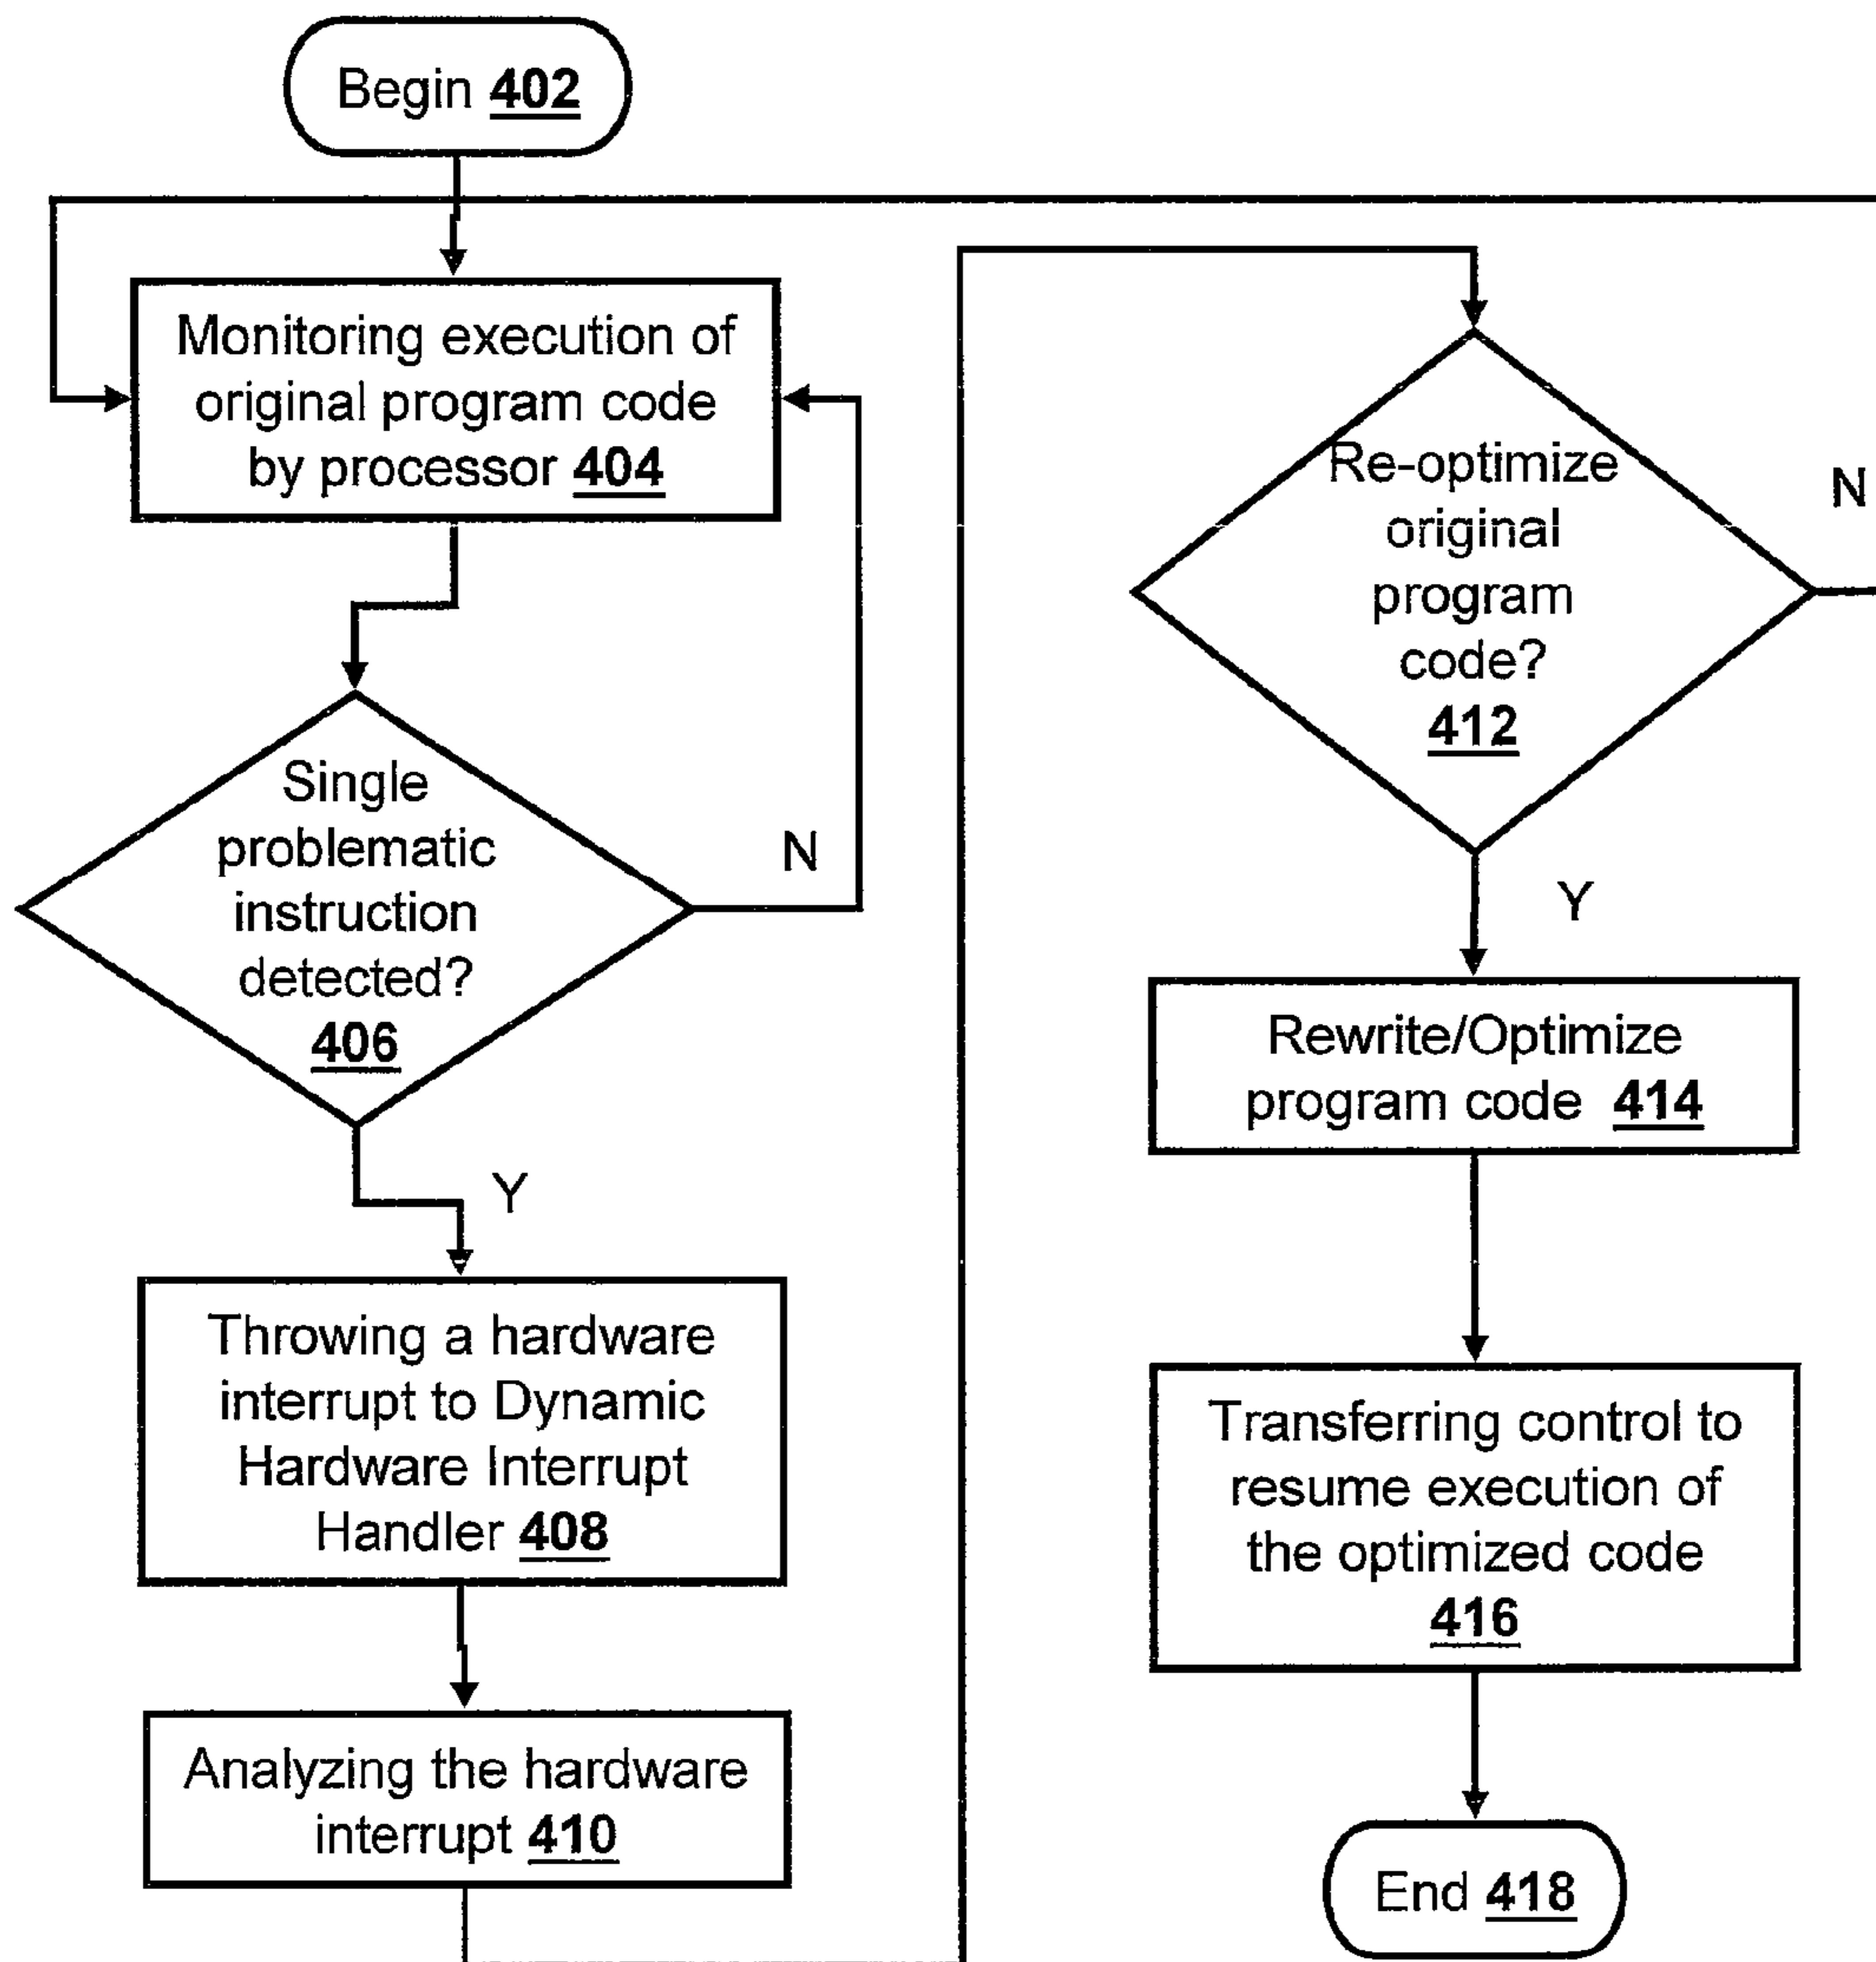 Begin 402
Monitoring execution of
original program code
by processor 404
Single
problematic
instruction
detected?
406
N
Y
Throwing a hardware
interrupt to Dynamic
Hardware Interrupt
Handler 408
Analyzing the hardware
interrupt 410
Re-optimize
original
program
code?
412
N
Y
Rewrite/Optimize
program code 414
Transferring control to
resume execution of
the optimized code
416
End 418